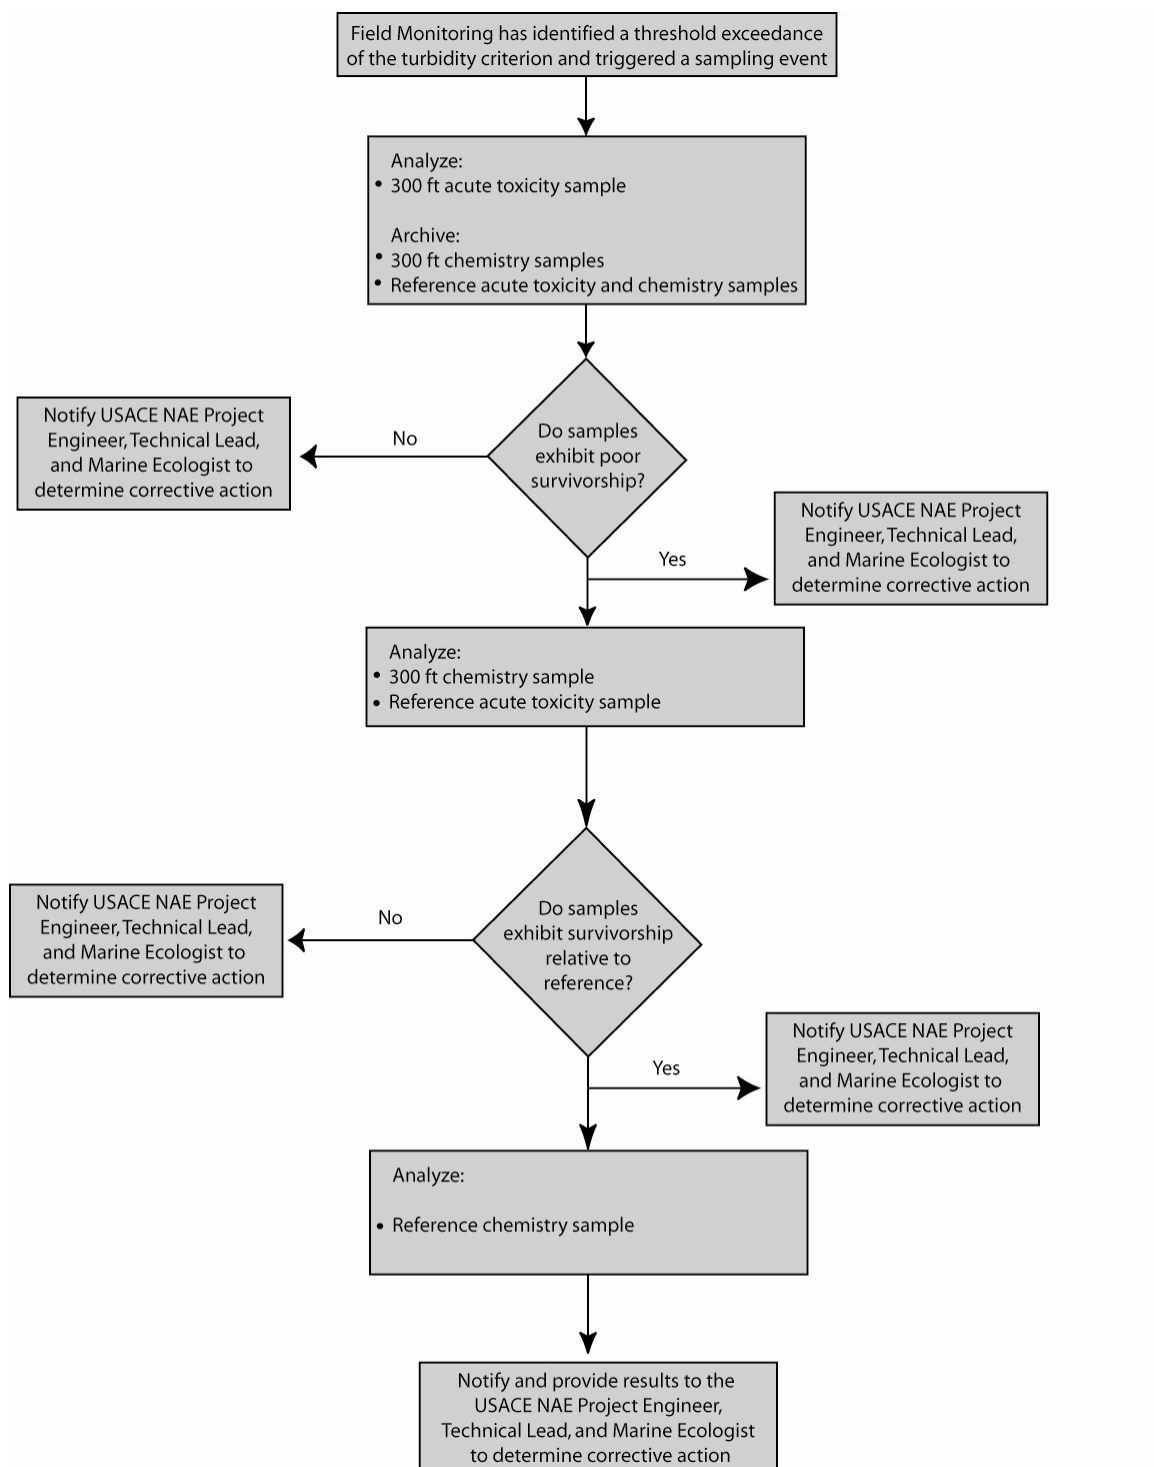 Field Monitoring has identified a threshold exceedance
of the turbidity criterion and triggered a sampling event
Analyze:
• 300 ft acute toxicity sample
Archive:
• 300 ft chemistry samples
• Reference acute toxicity and chemistry samples
Do samples
exhibit poor
survivorship?
No
Notify USACE NAE Project
Engineer, Technical Lead,
and Marine Ecologist to
determine corrective action
Yes
Notify USACE NAE Project
Engineer, Technical Lead,
and Marine Ecologist to
determine corrective action
Analyze:
• 300 ft chemistry sample
• Reference acute toxicity sample
Do samples
exhibit survivorship
relative to
reference?
No
Notify USACE NAE Project
Engineer, Technical Lead,
and Marine Ecologist to
determine corrective action
Yes
Notify USACE NAE Project
Engineer, Technical Lead,
and Marine Ecologist to
determine corrective action
Analyze:
• Reference chemistry sample
Notify and provide results to the
USACE NAE Project Engineer,
Technical Lead, and Marine Ecologist
to determine corrective action